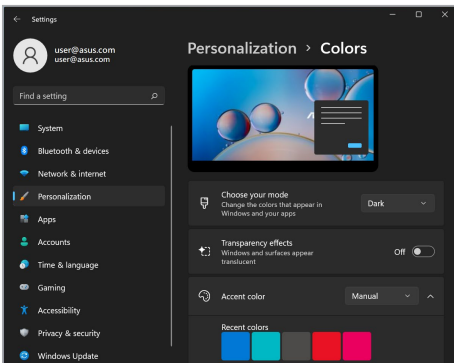 Settings
user@asus.com
user@asus.com
Find a setting
System
Bluetooth & devices
Network & internet
Personalization
Apps
Accounts
Time & language
Gaming
Accessibility
Privacy & security
Windows Update
Personalization > Colors
Choose your mode
Change the colors that appear in
Windows and your apps
Dark
Transparency effects
Windows and surfaces appear
translucent
Off
Accent color
Manual
Recent colors